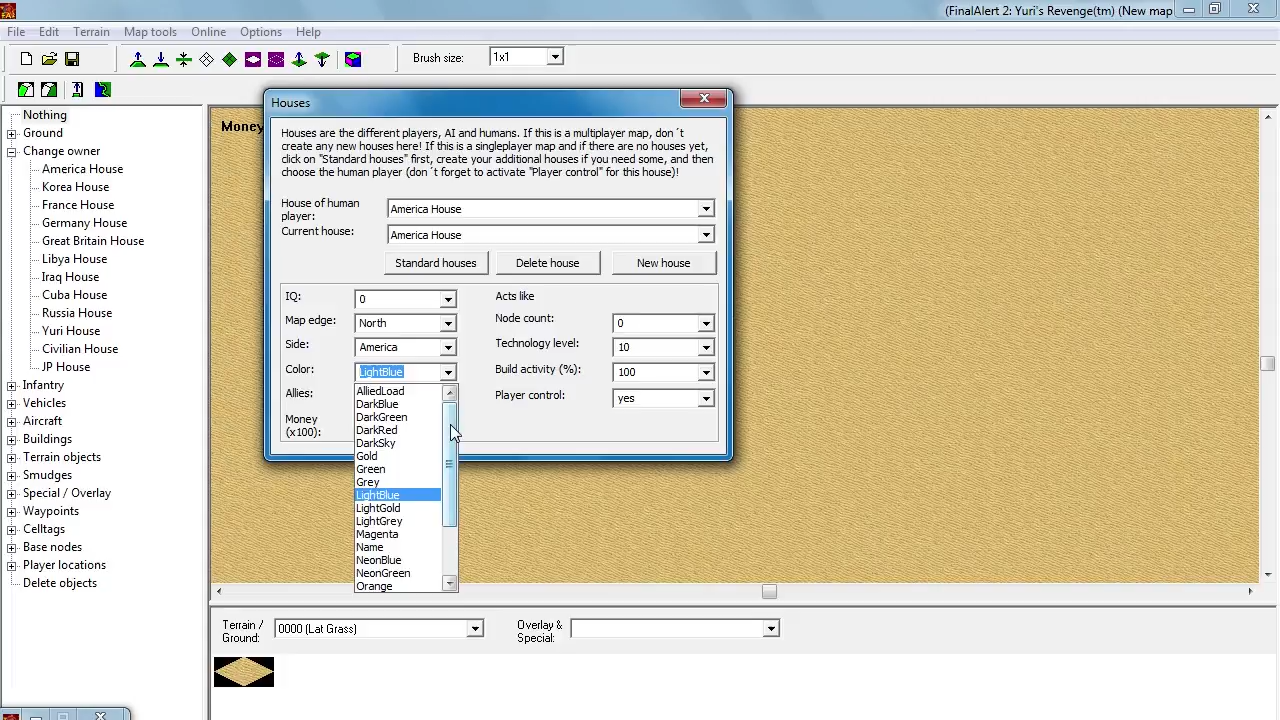 (FinalAlert 2: Yuri's Revenge(tm) (New map
File Edit Terrain Map tools Online Options Help
Brush size: 1x1
Nothing
Ground
Change owner
America House
Korea House
France House
Germany House
Great Britain House
Libya House
Iraq House
Cuba House
Russia House
Yuri House
Civilian House
JP House
Infantry
Vehicles
Aircraft
Buildings
Terrain objects
Smudges
Special / Overlay
Waypoints
Celltags
Base nodes
Player locations
Delete objects
Money
Houses
Houses are the different players, AI and humans. If this is a multiplayer map, don´t
create any new houses here! If this is a singleplayer map and if there are no houses yet,
click on "Standard houses" first, create your additional houses if you need some, and then
choose the human player (don´t forget to activate "Player control" for this house)!
House of human
player:
America House
Current house: America House
Standard houses Delete house New house
IQ: 0
Map edge: North
Side: America
Color: LightBlue
Allies:
Money
(x100):
Acts like
Node count: 0
Technology level: 10
Build activity (%): 100
Player control: yes
AlliedLoad
DarkBlue
DarkGreen
DarkRed
DarkSky
Gold
Green
Grey
LightBlue
LightGold
LightGrey
Magenta
Name
NeonBlue
NeonGreen
Orange
Terrain /
Ground:
0000 (Lat Grass)
Overlay &
Special: